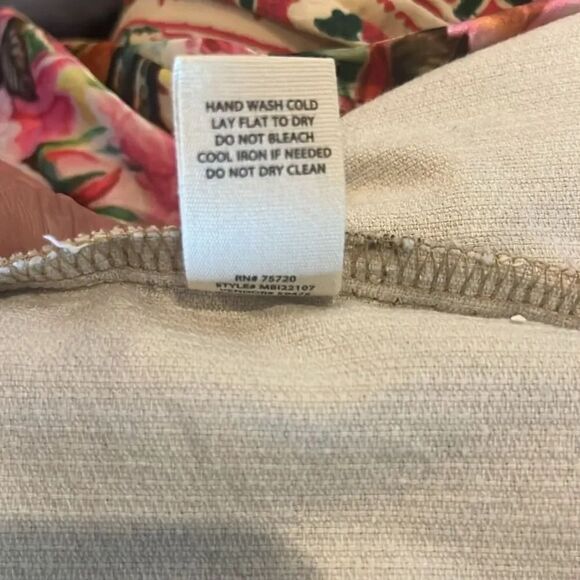 HAND WASH COLD
LAY FLAT TO DRY
DO NOT BLEACH
COOL IRON IF NEEDED
DO NOT DRY CLEAN
RN# 75720
STYLE# MBI22107